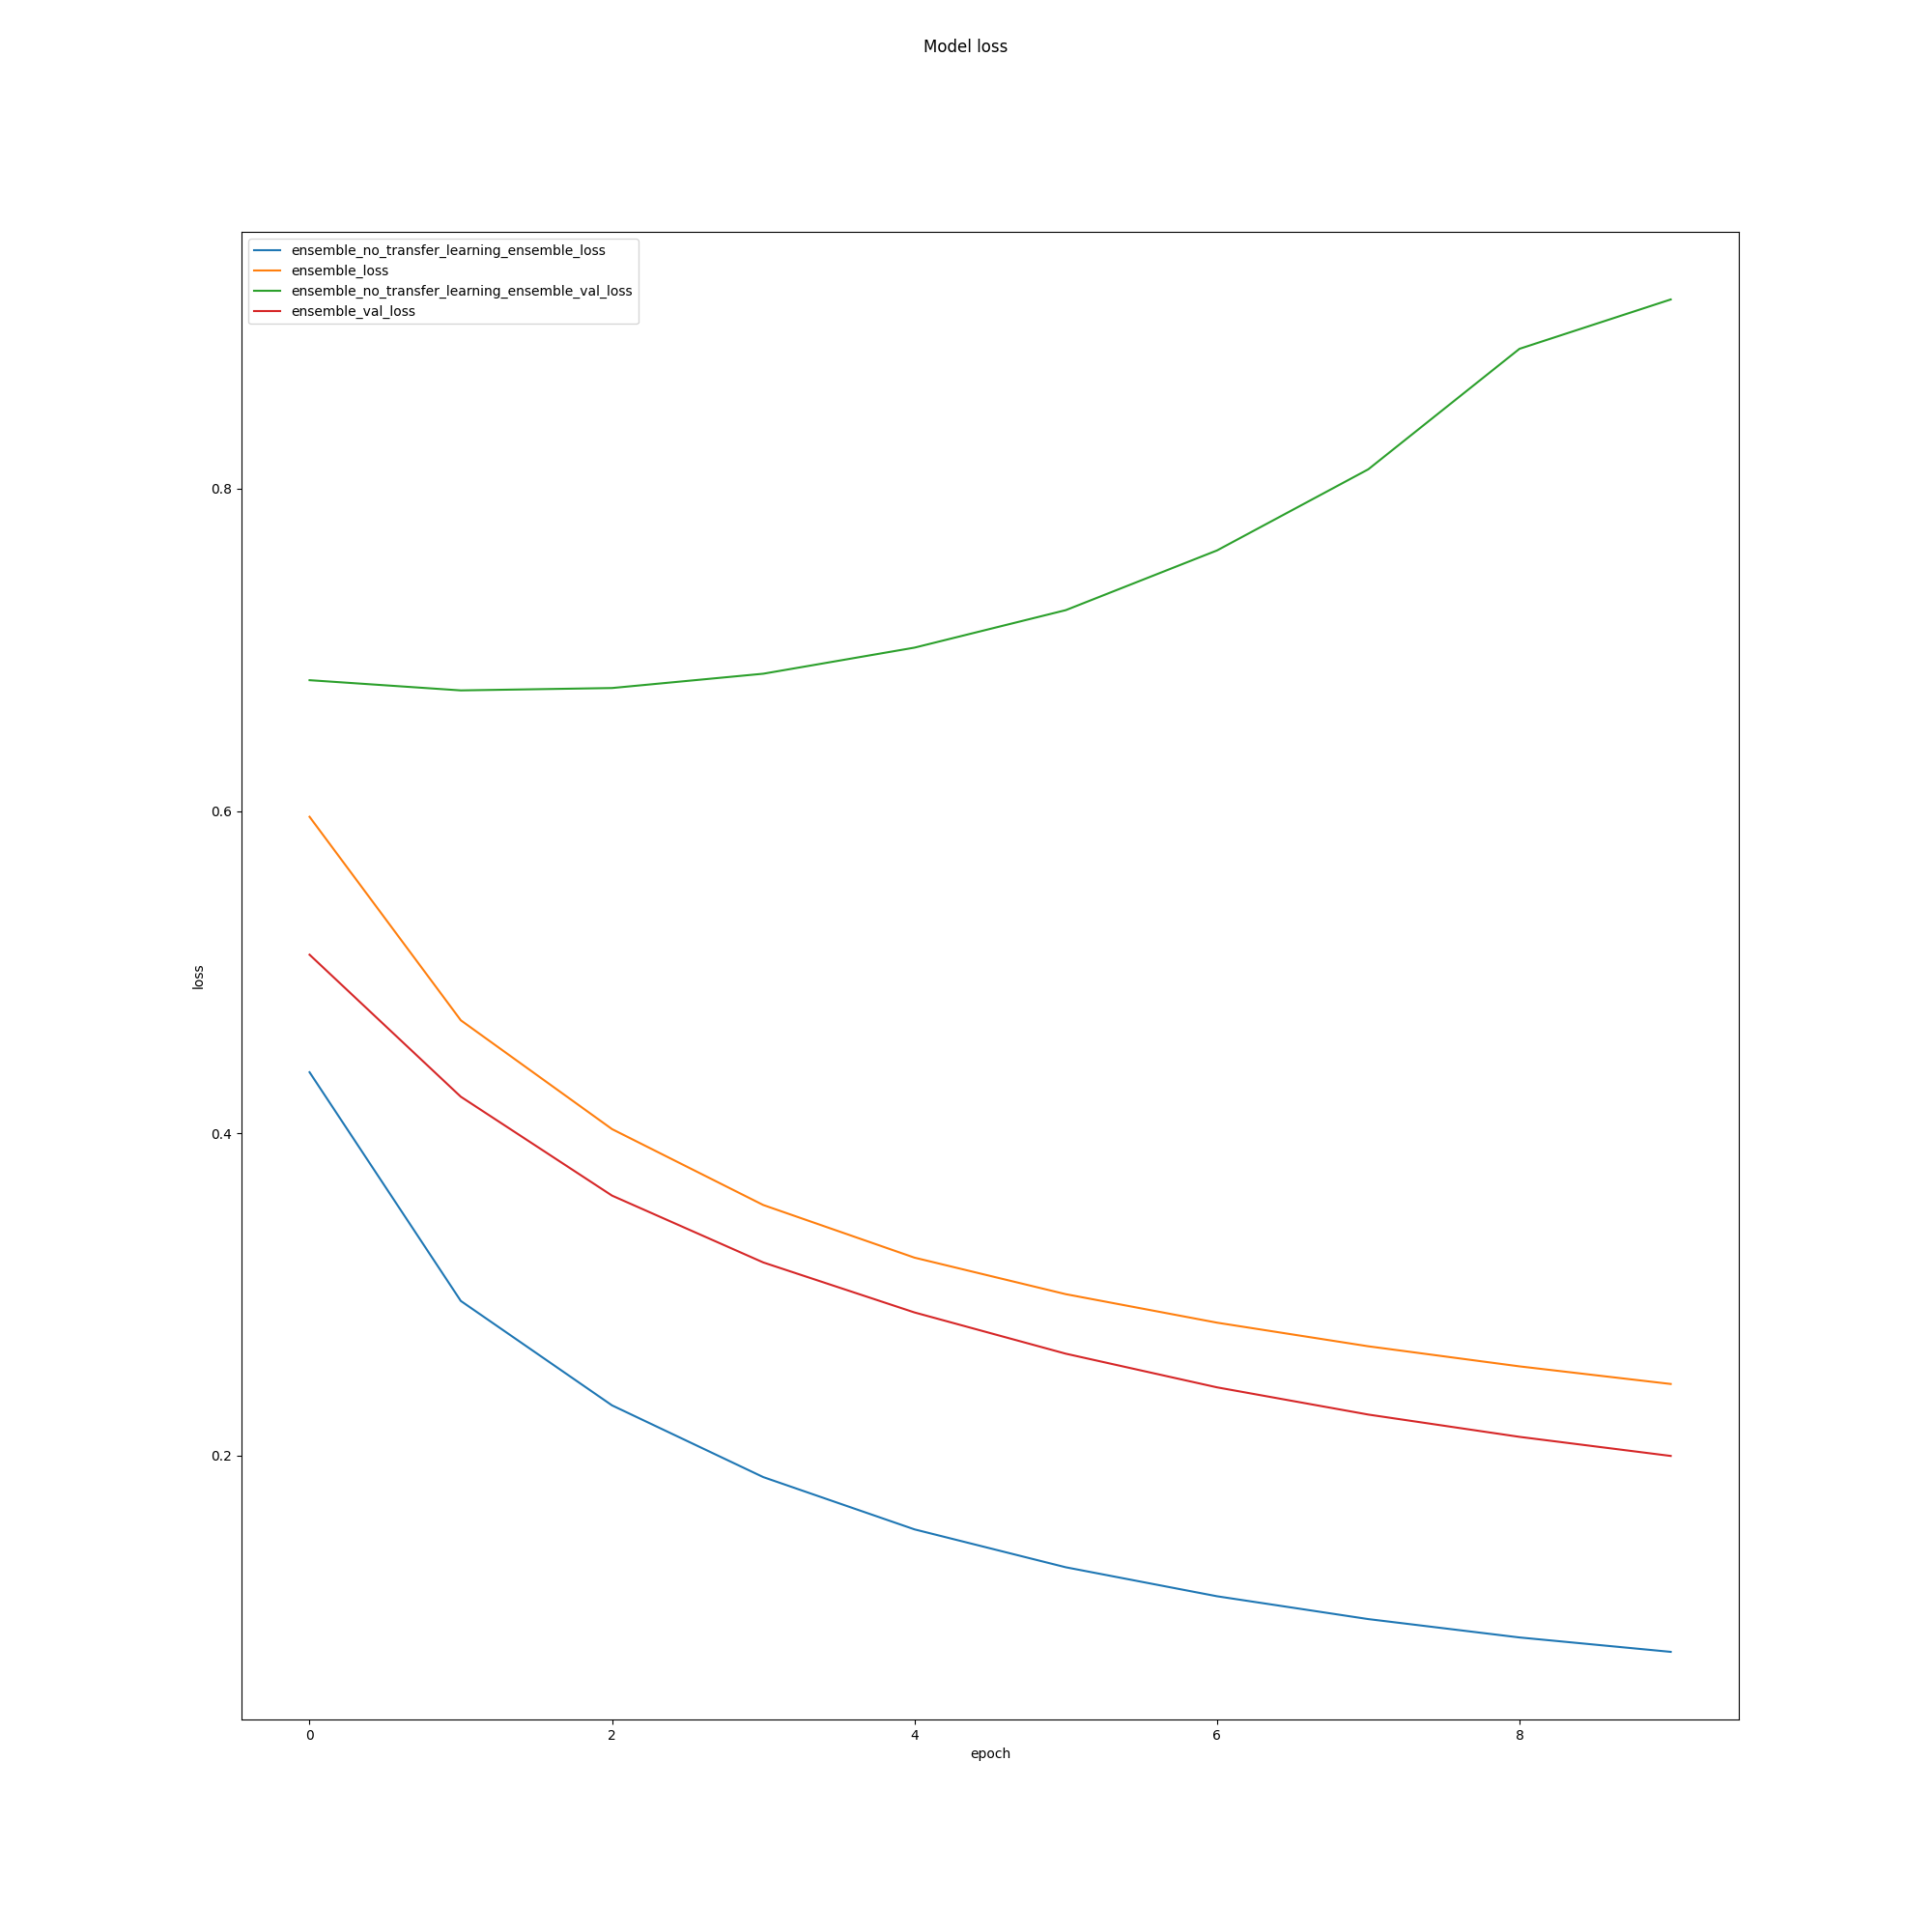 Model loss
ensemble_no_transfer_learning_ensemble_loss
ensemble_loss
ensemble_no_transfer_learning_ensemble_val_loss
ensemble_val_loss
0.8
0.6
loss
0.4
0.2
0 2 4 6 8
epoch